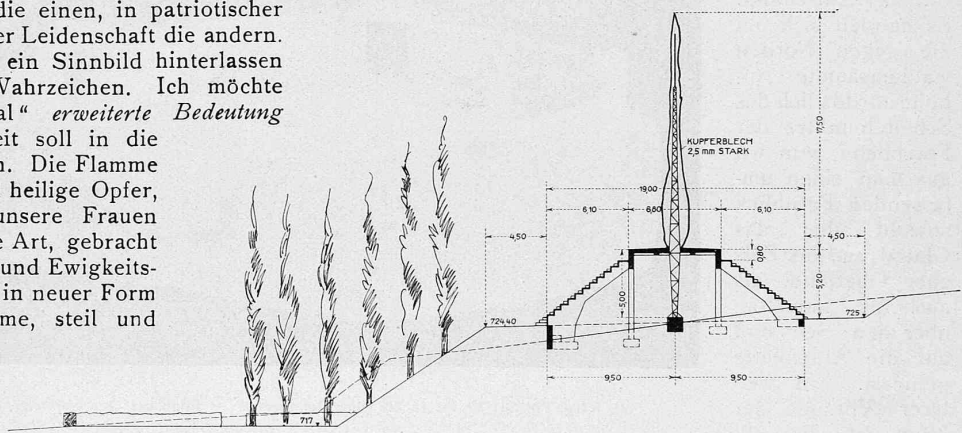 die einen, in patriotischer
er Leidenschaft die andern.
ein Sinnbild hinterlassen
Vahrzeichen. Ich möchte
al“ erweiterte Bedeutung
eit soll in die
n. Die Flamme
heilige Opfer,
unsere Frauen
e Art, gebracht
und Ewigkeits-
in neuer Form
me, steil und
17,50
KUPFERBLECH
2,5 mm STARK
19,00
6,10 6,80 6,10
4,50 4,50
0,80
5,00 5,20
724,40 725
9,50 9,50
717